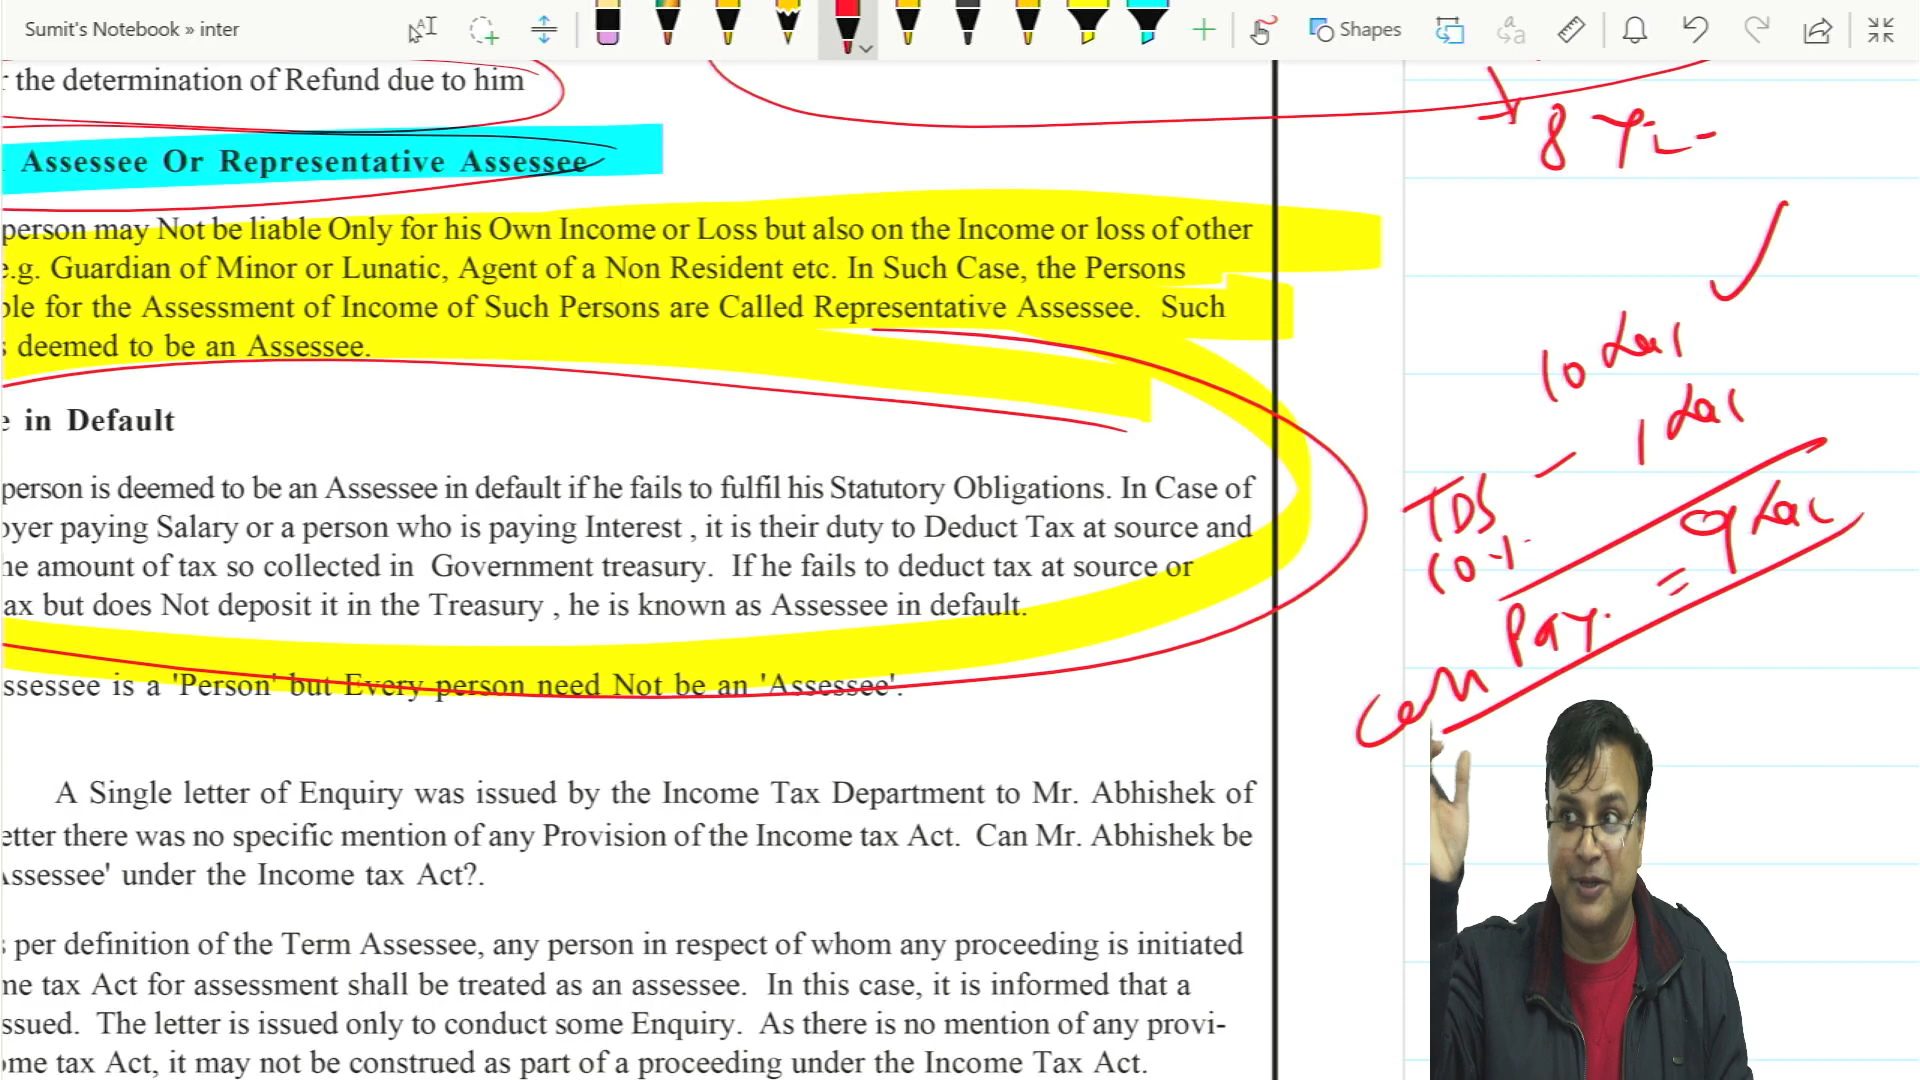 Sumit's Notebook » inter
Shapes
r the determination of Refund due to him
Assessee Or Representative Assessee
person may Not be liable Only for his Own Income or Loss but also on the Income or loss of other
e.g. Guardian of Minor or Lunatic, Agent of a Non Resident etc. In Such Case, the Persons
ble for the Assessment of Income of Such Persons are Called Representative Assessee. Such
s deemed to be an Assessee.
e in Default
person is deemed to be an Assessee in default if he fails to fulfil his Statutory Obligations. In Case of
oyer paying Salary or a person who is paying Interest , it is their duty to Deduct Tax at source and
he amount of tax so collected in Government treasury. If he fails to deduct tax at source or
ax but does Not deposit it in the Treasury , he is known as Assessee in default.
ssessee is a 'Person' but Every person need Not be an 'Assessee'.
A Single letter of Enquiry was issued by the Income Tax Department to Mr. Abhishek of
etter there was no specific mention of any Provision of the Income tax Act. Can Mr. Abhishek be
Assessee' under the Income tax Act?.
s per definition of the Term Assessee, any person in respect of whom any proceeding is initiated
me tax Act for assessment shall be treated as an assessee. In this case, it is informed that a
ssued. The letter is issued only to conduct some Enquiry. As there is no mention of any provi-
ome tax Act, it may not be construed as part of a proceeding under the Income Tax Act.
10 Lac
TDS - 1 Lac
10%
Pay. = 9 Lac